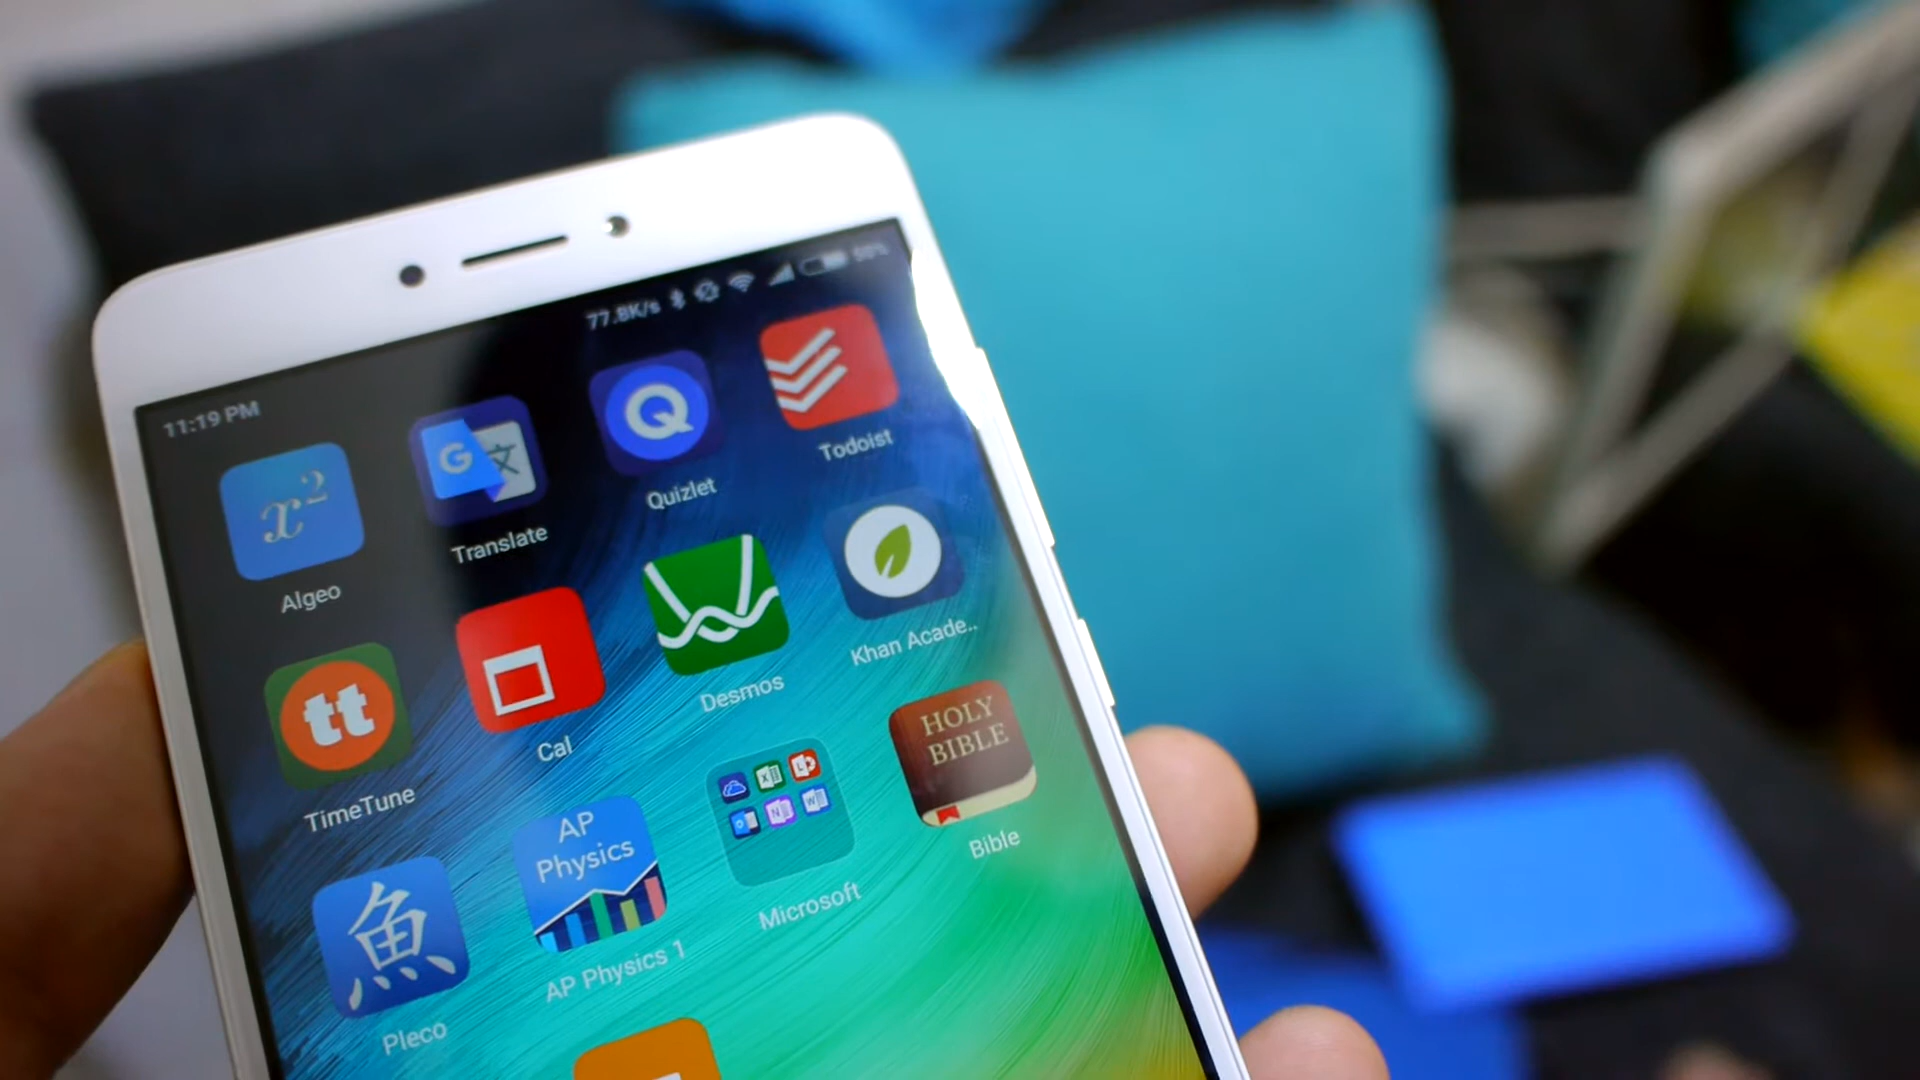 11:19 PM 77.8K/s 50%
x²
G 文
Q
Algeo Translate Quizlet Todoist
tt
TimeTune Cal Desmos Khan Acade..
魚
AP
Physics
HOLY
BIBLE
Pleco AP Physics 1 Microsoft Bible